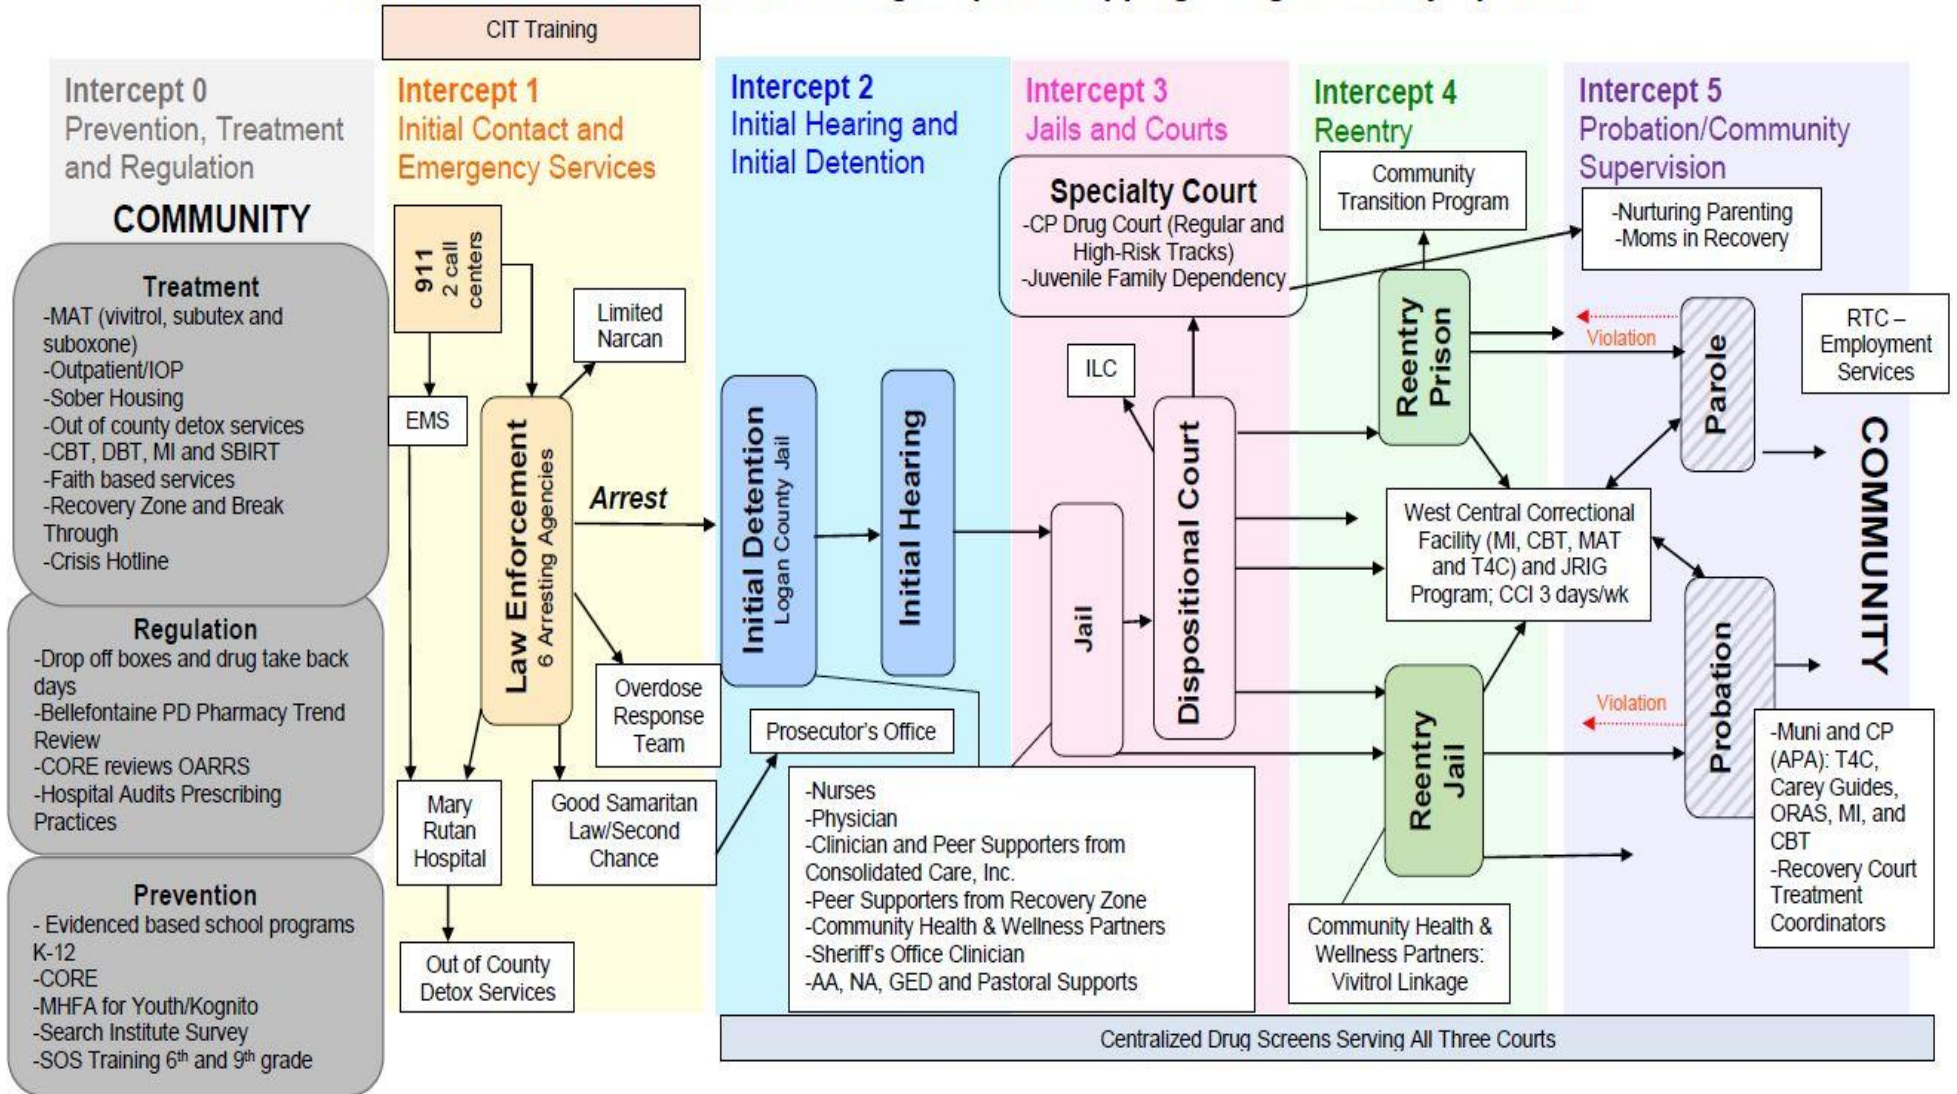 CIT Training
Intercept 0
Prevention, Treatment
and Regulation
COMMUNITY
Treatment
-MAT (vivitrol, subutex and
suboxone)
-Outpatient/IOP
-Sober Housing
-Out of county detox services
-CBT, DBT, MI and SBIRT
-Faith based services
-Recovery Zone and Break
Through
-Crisis Hotline
Regulation
-Drop off boxes and drug take back
days
-Bellefontaine PD Pharmacy Trend
Review
-CORE reviews OARRS
-Hospital Audits Prescribing
Practices
Prevention
- Evidenced based school programs
K-12
-CORE
-MHFA for Youth/Kognito
-Search Institute Survey
-SOS Training 6th and 9th grade
Intercept 1
Initial Contact and
Emergency Services
911
2 call
centers
Limited
Narcan
EMS
Law Enforcement
6 Arresting Agencies
Arrest
Overdose
Response
Team
Mary
Rutan
Hospital
Good Samaritan
Law/Second
Chance
Out of County
Detox Services
Intercept 2
Initial Hearing and
Initial Detention
Initial Detention
Logan County Jail
Initial Hearing
Prosecutor's Office
-Nurses
-Physician
-Clinician and Peer Supporters from
Consolidated Care, Inc.
-Peer Supporters from Recovery Zone
-Community Health & Wellness Partners
-Sheriff's Office Clinician
-AA, NA, GED and Pastoral Supports
Intercept 3
Jails and Courts
Specialty Court
-CP Drug Court (Regular and
High-Risk Tracks)
-Juvenile Family Dependency
ILC
Jail
Dispositional Court
Intercept 4
Reentry
Community
Transition Program
Reentry
Prison
West Central Correctional
Facility (MI, CBT, MAT
and T4C) and JRIG
Program; CCI 3 days/wk
Reentry
Jail
Community Health &
Wellness Partners:
Vivitrol Linkage
Intercept 5
Probation/Community
Supervision
-Nurturing Parenting
-Moms in Recovery
Violation
Parole
RTC –
Employment
Services
COMMUNITY
Violation
Probation
-Muni and CP
(APA): T4C,
Carey Guides,
ORAS, MI, and
CBT
-Recovery Court
Treatment
Coordinators
Centralized Drug Screens Serving All Three Courts